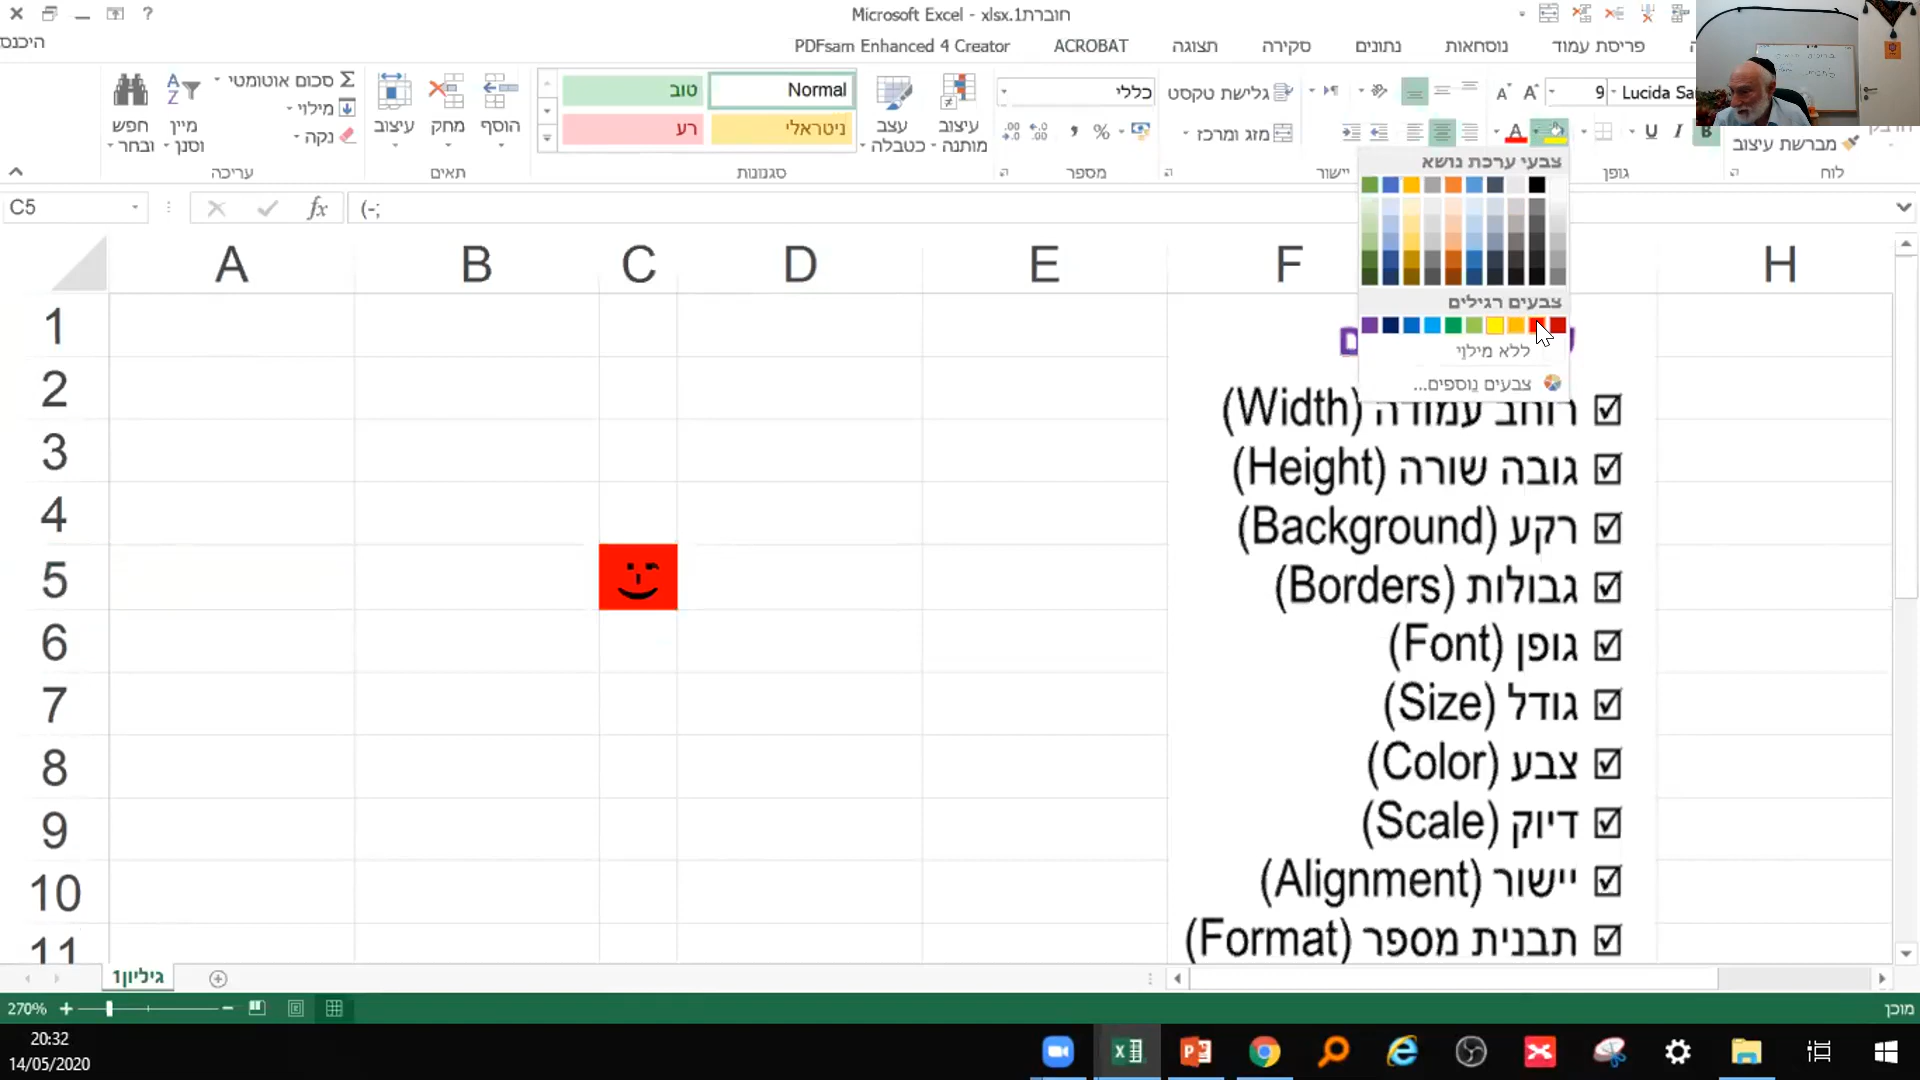 חוברת1.xlsx - Microsoft Excel
פריסת עמוד
נוסחאות
נתונים
סקירה
תצוגה
ACROBAT
PDFsam Enhanced 4 Creator
היכנס
מברשת עיצוב
לוח
Lucida Sa
9
גופן
גלישת טקסט
מזג ומרכז
יישור
כללי
מספר
עיצוב מותנה
עצב כטבלה
Normal
טוב
ניטראלי
רע
סגנונות
הוסף
מחק
עיצוב
תאים
סכום אוטומטי
מילוי
נקה
מיין וסנן
חפש ובחר
עריכה
C5
fx
(-;
צבעי ערכת נושא
צבעים רגילים
ללא מילוי
צבעים נוספים...
A B C D E F H
1
2
3
4
5
6
7
8
9
10
11
רוחב עמודה (Width)
גובה שורה (Height)
רקע (Background)
גבולות (Borders)
גופן (Font)
גודל (Size)
צבע (Color)
דיוק (Scale)
יישור (Alignment)
תבנית מספר (Format)
גיליון1
270%
מוכן
20:32
14/05/2020